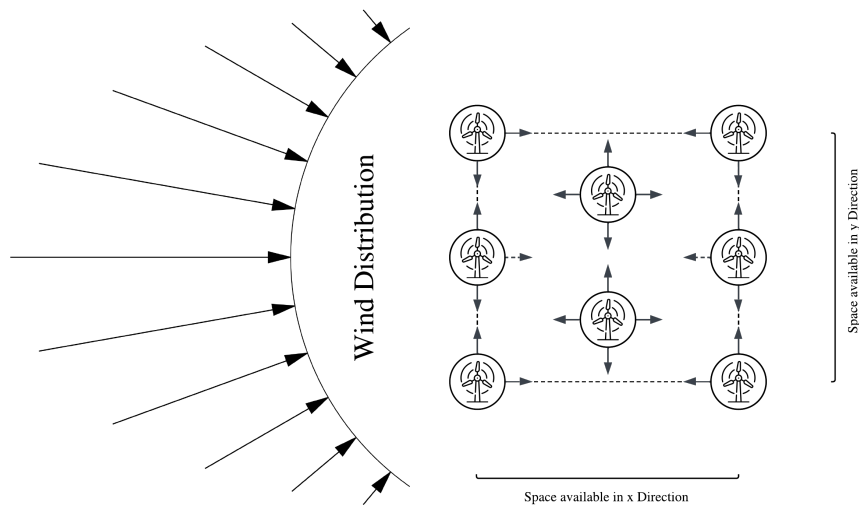 Wind Distribution
Space available in y Direction
Space available in x Direction